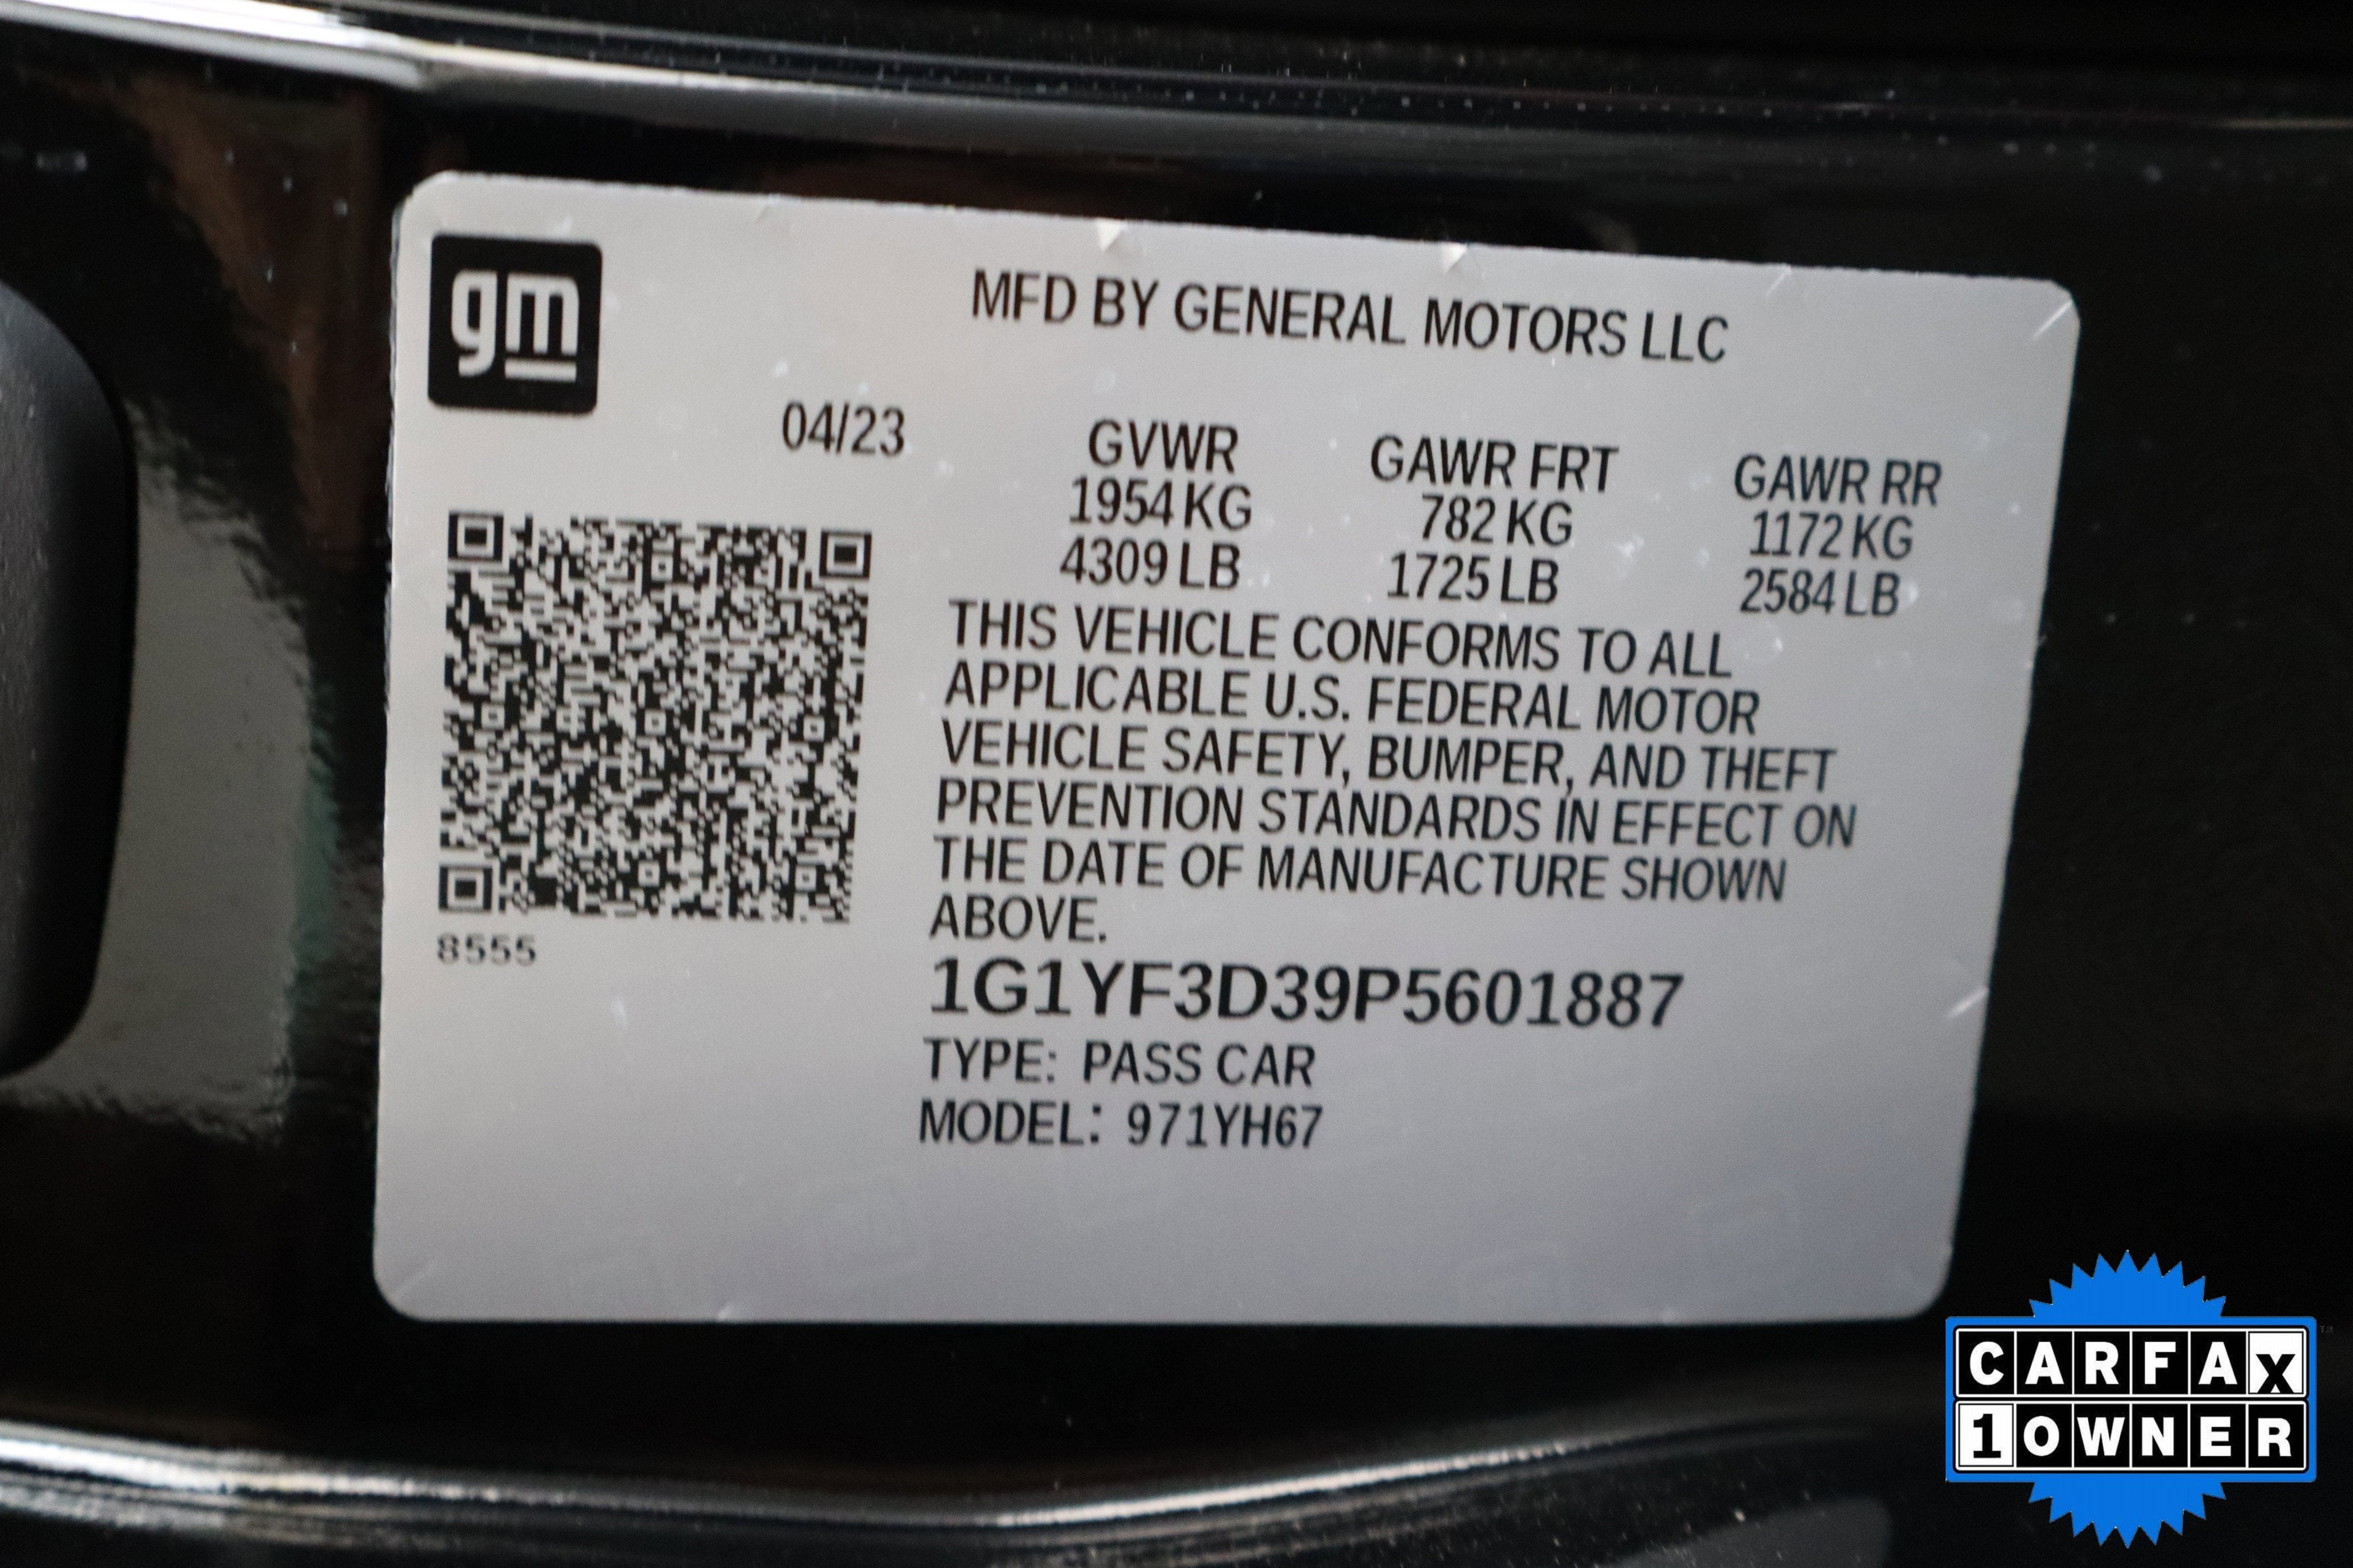 gm
MFD BY GENERAL MOTORS LLC
04/23
GVWR GAWR FRT GAWR RR
1954 KG 782 KG 1172 KG
4309 LB 1725 LB 2584 LB
THIS VEHICLE CONFORMS TO ALL
APPLICABLE U.S. FEDERAL MOTOR
VEHICLE SAFETY, BUMPER, AND THEFT
PREVENTION STANDARDS IN EFFECT ON
THE DATE OF MANUFACTURE SHOWN
ABOVE.
8555
1G1YF3D39P5601887
TYPE: PASS CAR
MODEL: 971YH67
CARFAX
1 OWNER